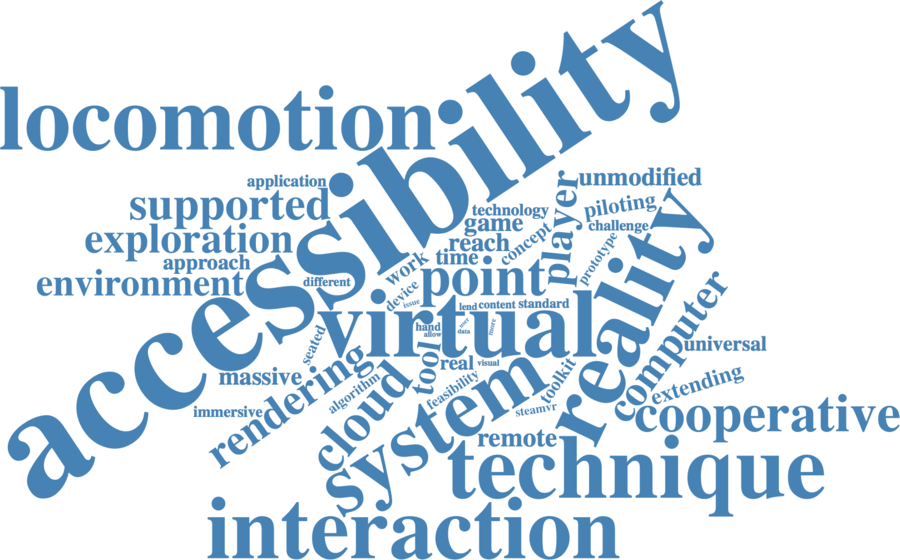 accessibility
locomotion
application
supported
unmodified
player
piloting
technology
game
challenge
exploration
reach
concept
prototype
reality
approach
work
time
environment
different
point
device
issue
lend
content
standard
virtual
hand
allow
user
data
more
seated
computer
universal
tool
real
visual
massive
rendering
algorithm
cloud
feasibility
toolkit
extending
immersive
system
steamvr
cooperative
remote
technique
interaction